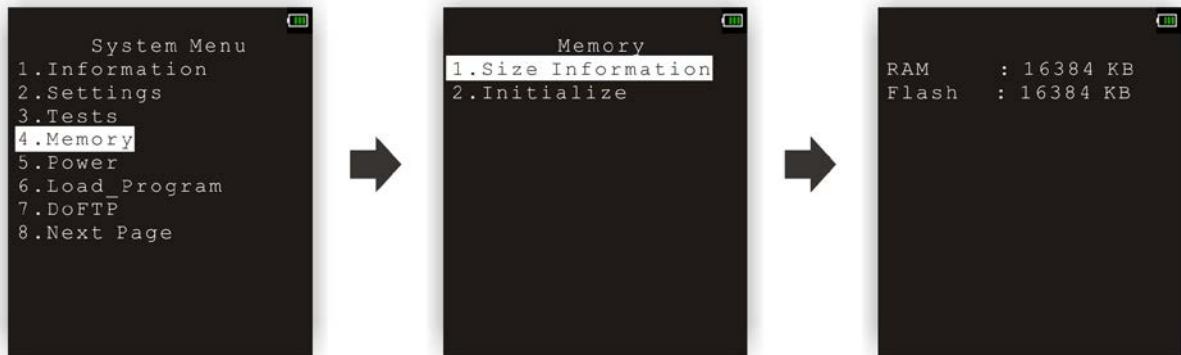 System Menu
1.Information
2.Settings
3.Tests
4.Memory
5.Power
6.Load_Program
7.DoFTP
8.Next Page
Memory
1.Size Information
2.Initialize
RAM : 16384 KB
Flash : 16384 KB